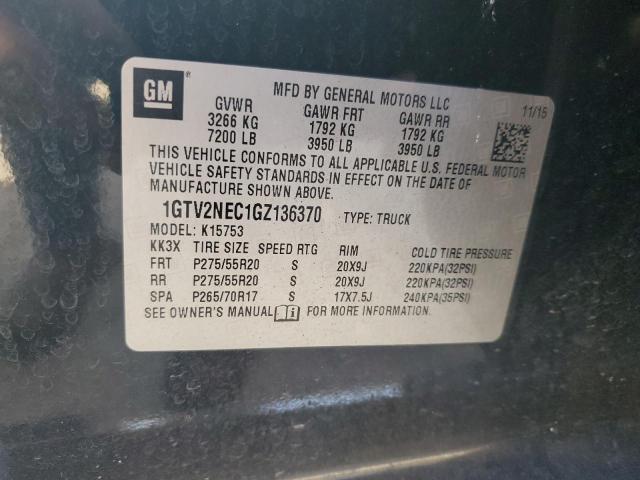 GM
®
MFD BY GENERAL MOTORS LLC
11/15
GVWR GAWR FRT GAWR RR
3266 KG 1792 KG 1792 KG
7200 LB 3950 LB 3950 LB
THIS VEHICLE CONFORMS TO ALL APPLICABLE U.S. FEDERAL MOTOR
VEHICLE SAFETY STANDARDS IN EFFECT ON THE DATE OF
MANUFACTURE SHOWN ABOVE.
1GTV2NEC1GZ136370 TYPE: TRUCK
MODEL: K15753
KK3X TIRE SIZE SPEED RTG RIM COLD TIRE PRESSURE
FRT P275/55R20 S 20X9J 220KPA(32PSI)
RR P275/55R20 S 20X9J 220KPA(32PSI)
SPA P265/70R17 S 17X7.5J 240KPA(35PSI)
SEE OWNER'S MANUAL i FOR MORE INFORMATION.